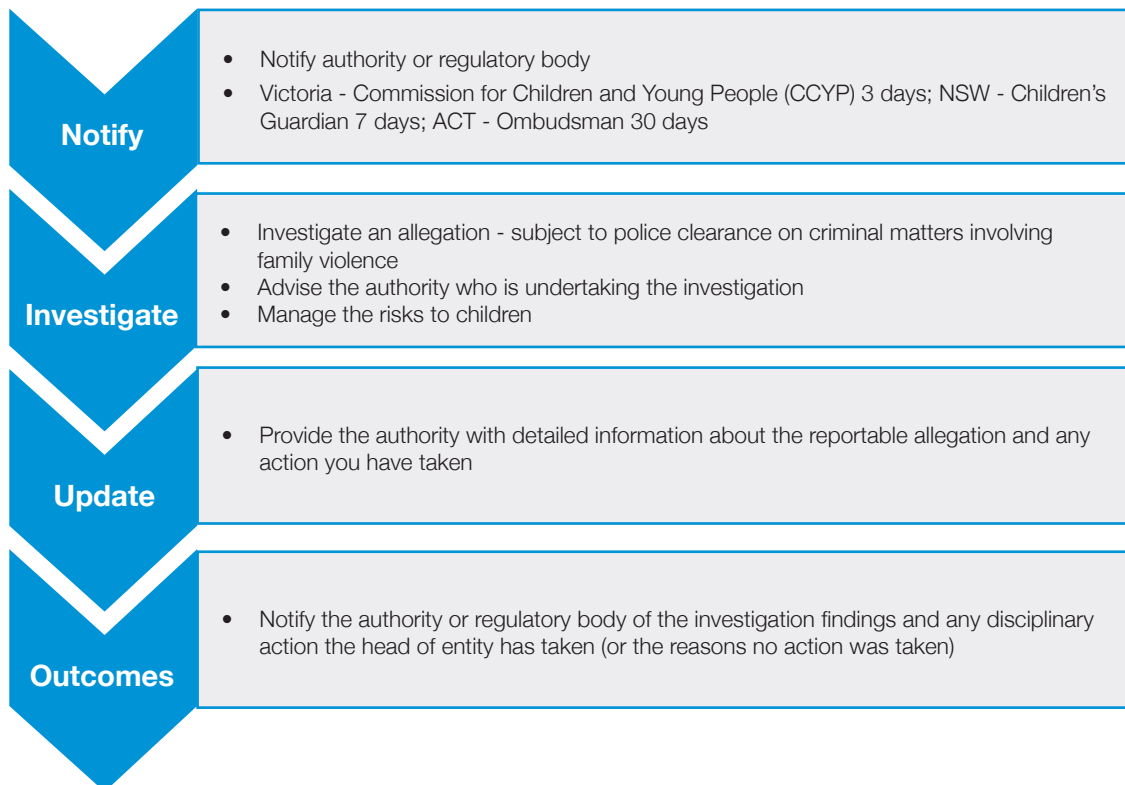 Notify
• Notify authority or regulatory body
• Victoria - Commission for Children and Young People (CCYP) 3 days; NSW - Children’s
Guardian 7 days; ACT - Ombudsman 30 days
Investigate
• Investigate an allegation - subject to police clearance on criminal matters involving
family violence
• Advise the authority who is undertaking the investigation
• Manage the risks to children
Update
• Provide the authority with detailed information about the reportable allegation and any
action you have taken
Outcomes
• Notify the authority or regulatory body of the investigation findings and any disciplinary
action the head of entity has taken (or the reasons no action was taken)